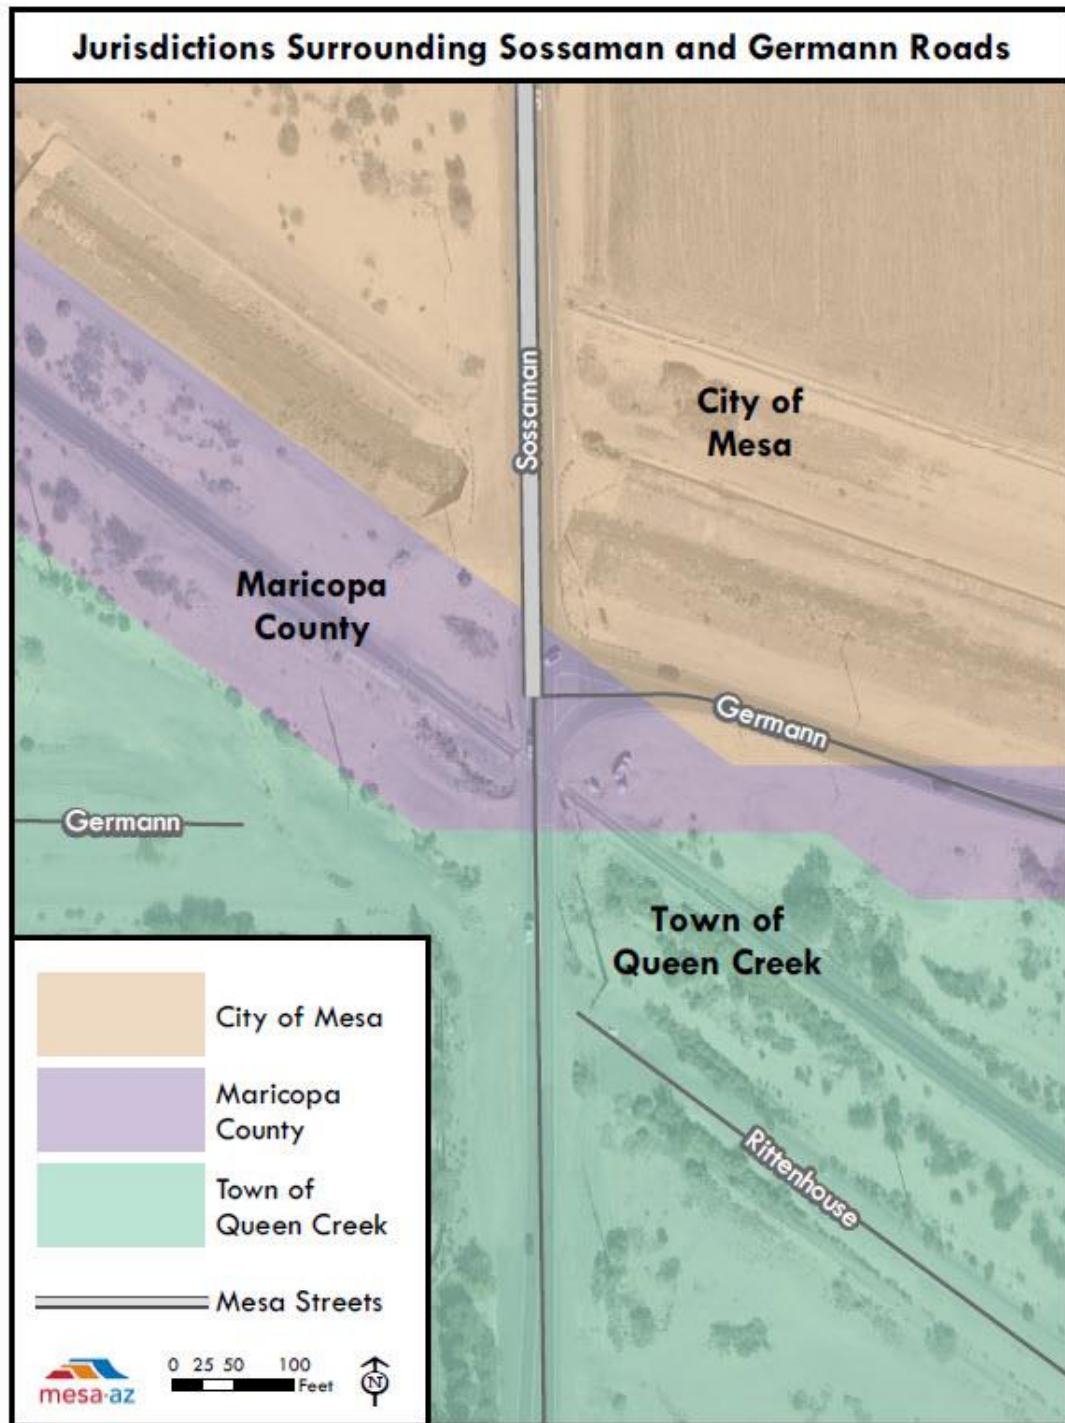 Jurisdictions Surrounding Sossaman and Germann Roads
Sossaman
City of
Mesa
Maricopa
County
Germann
Germann
Town of
Queen Creek
Rittenhouse
City of Mesa
Maricopa
County
Town of
Queen Creek
Mesa Streets
mesa·az
0 25 50 100
Feet
N